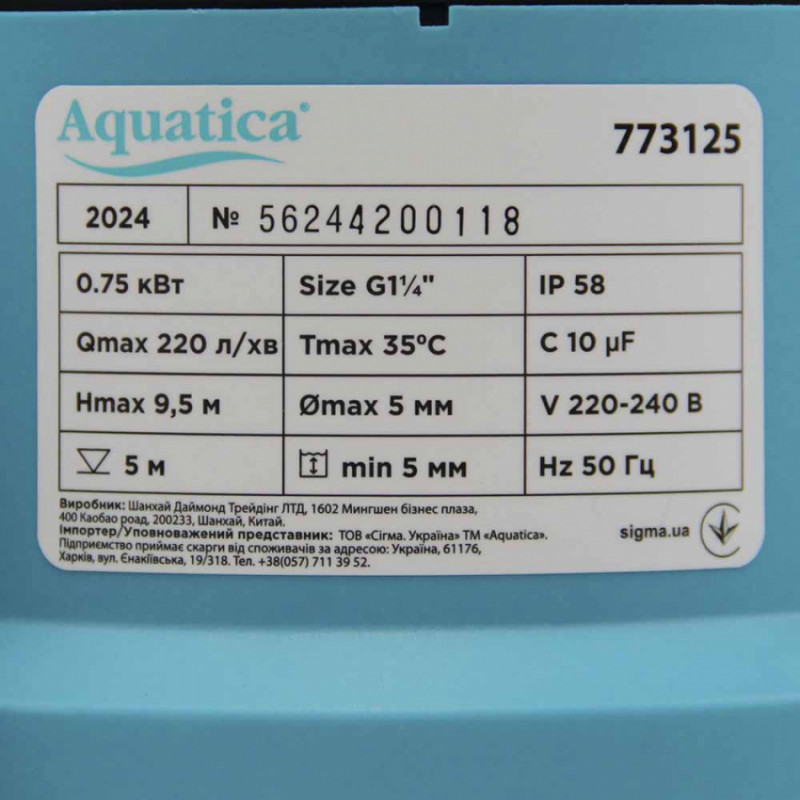 Aquatica®
773125
2024 № 56244200118
0.75 кВт Size G1¼" IP 58
Qmax 220 л/хв Tmax 35°C C 10 µF
Hmax 9,5 м Ømax 5 мм V 220-240 В
5 м min 5 мм Hz 50 Гц
Виробник: Шанхай Даймонд Трейдінг ЛТД, 1602 Мингшен бізнес плаза,
400 Каобао роад, 200233, Шанхай, Китай.
Імпортер/Уповноважений представник: ТОВ «Сігма. Україна» ТМ «Aquatica».
Підприємство приймає скарги від споживачів за адресою: Україна, 61176,
Харків, вул. Єнакіївська, 19/318. Тел. +38(057) 711 39 52.
sigma.ua